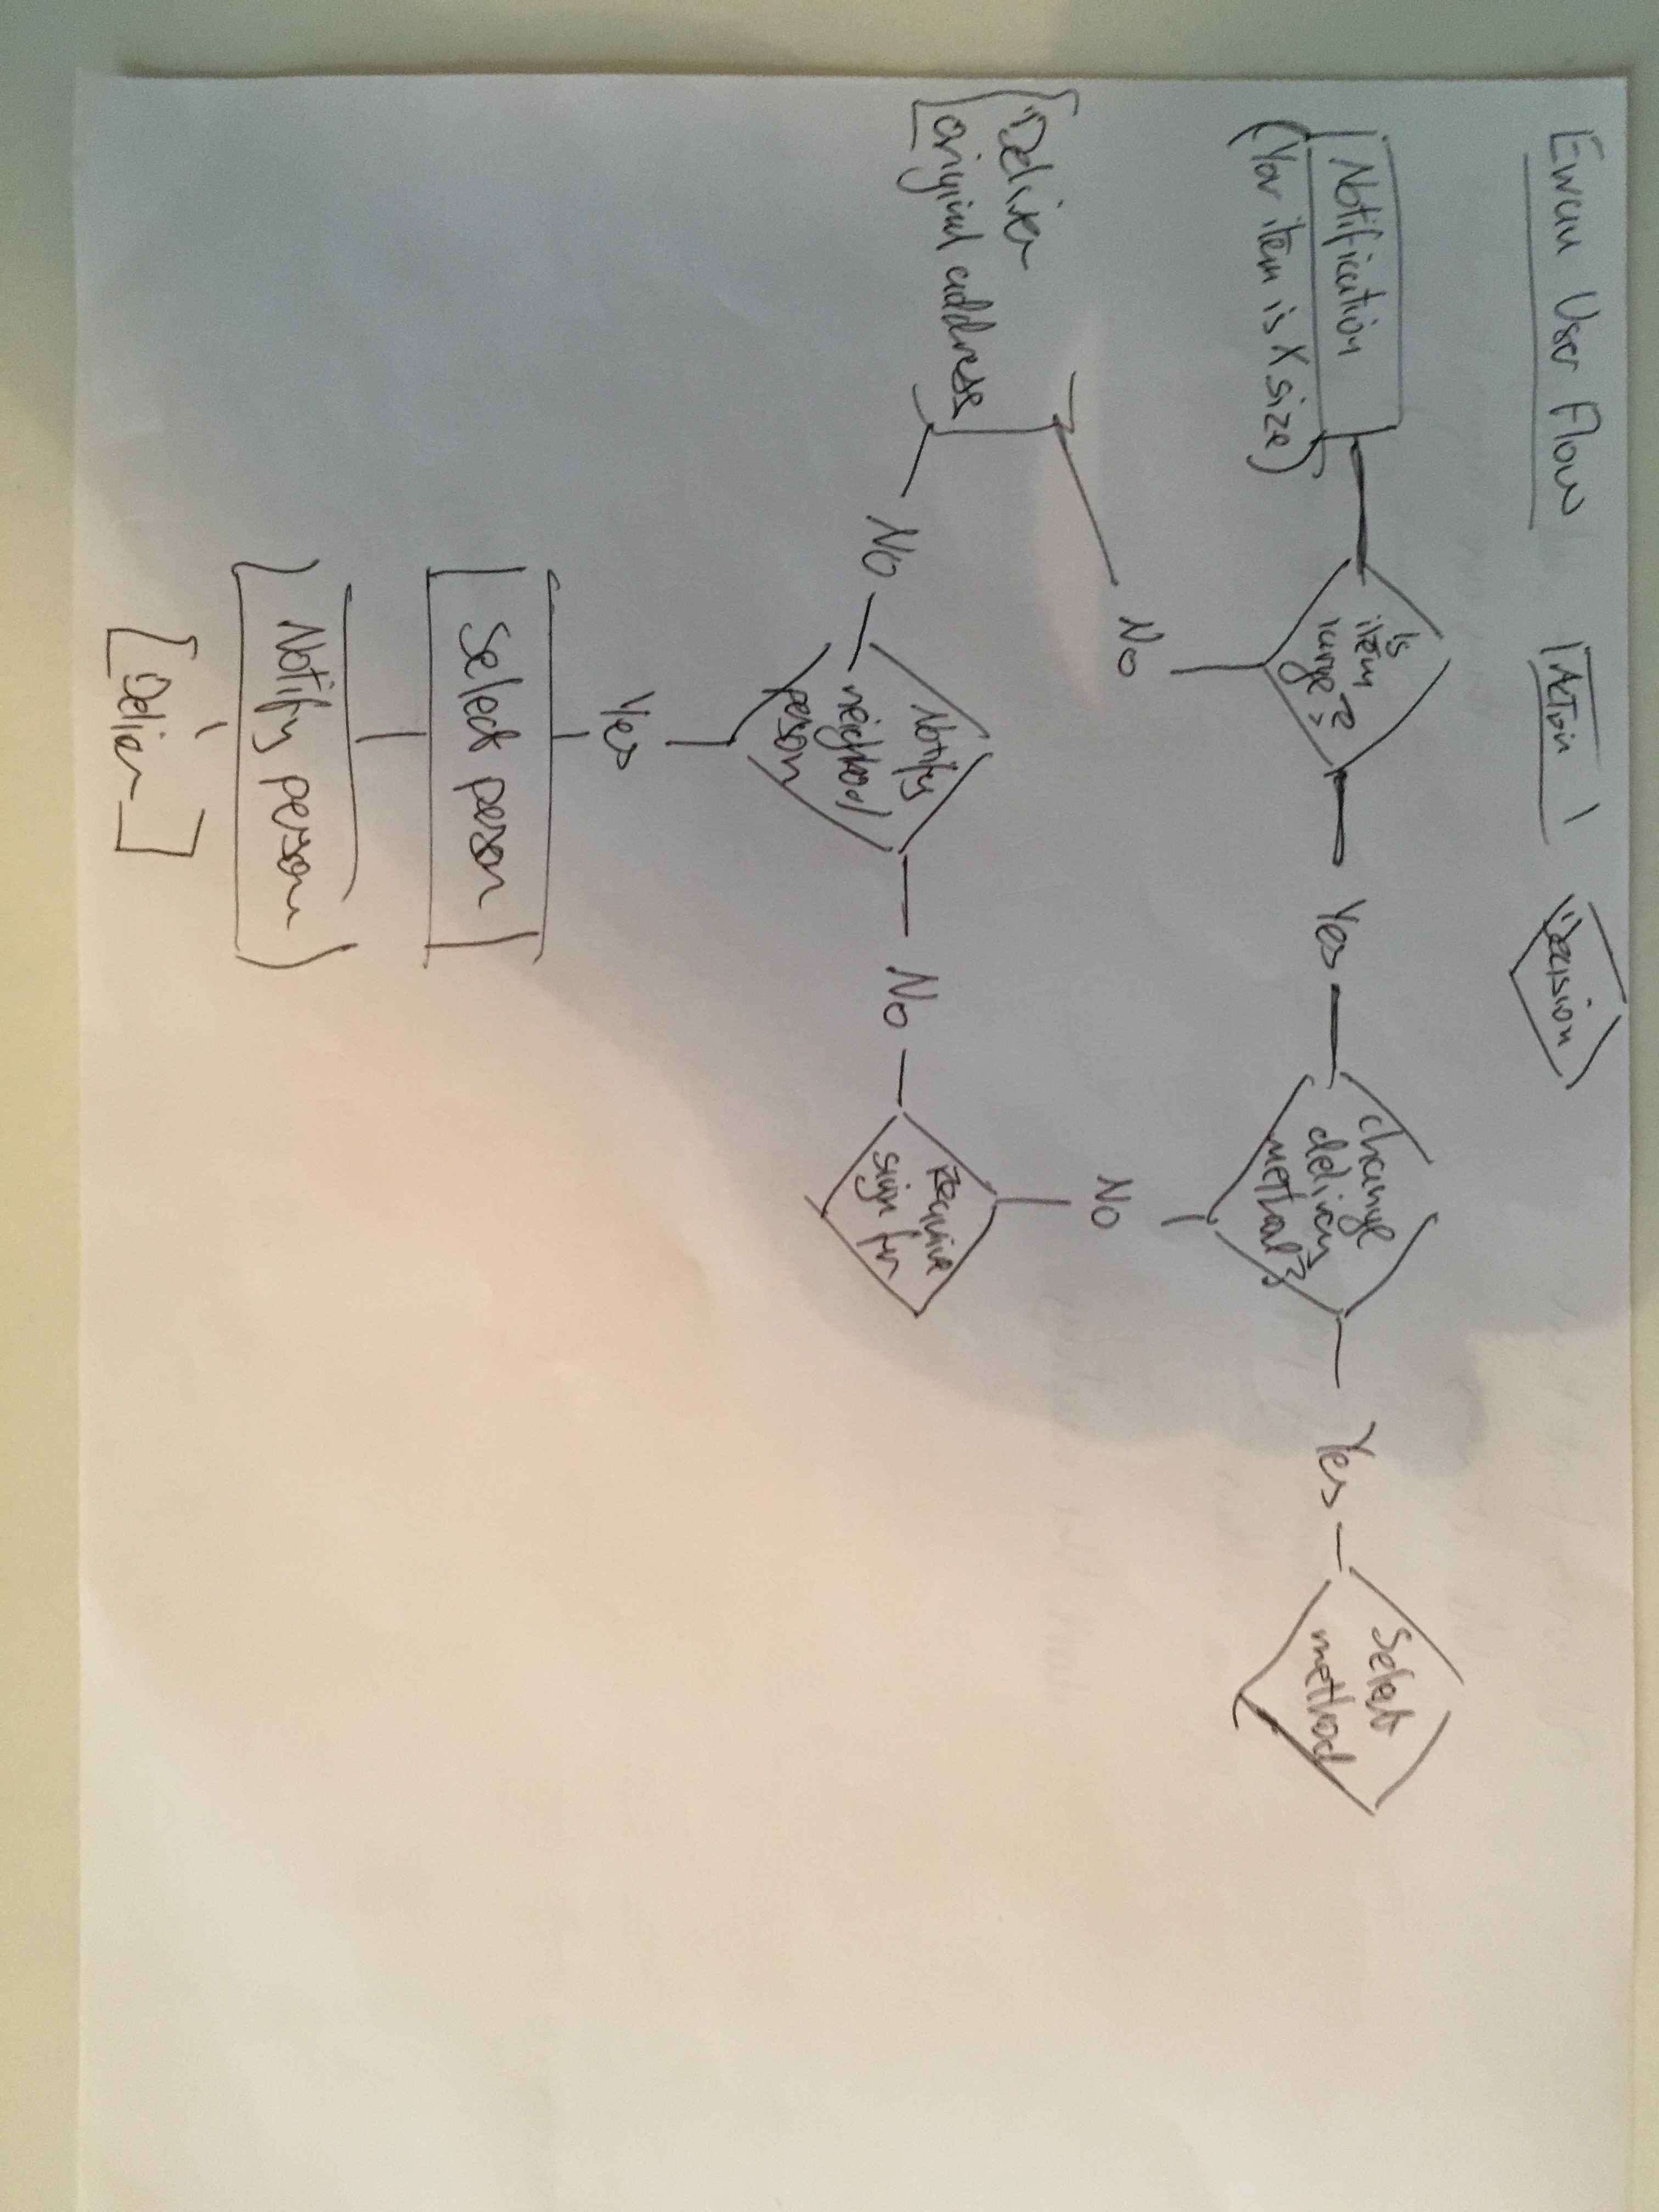 Ewan User Flow
Action
Decision
Notification
(Your item is X size)
Is
item
large?
Yes
change
delivery
method?
Yes
Select
method
No
No
Deliver
original address
No
Notify
neighbor/
person
No
Require
sign for
Yes
Select person
Notify person
Deliver